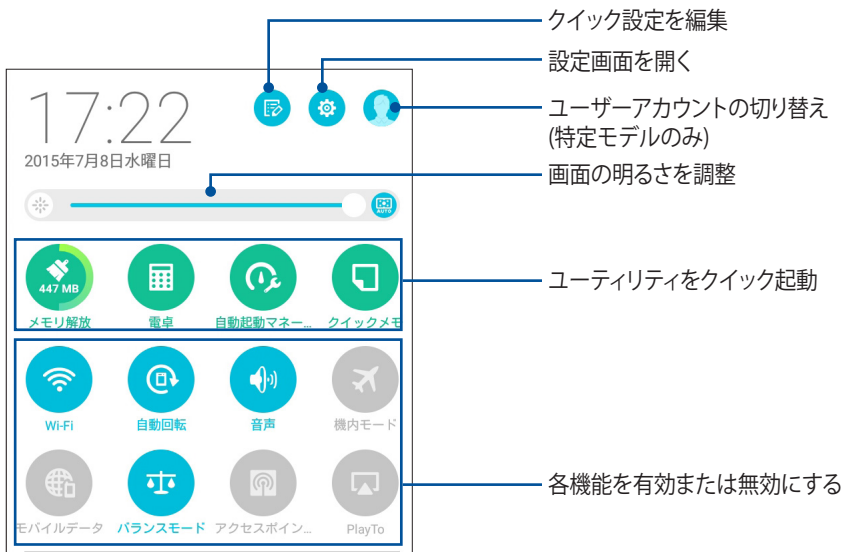 クイック設定を編集
設定画面を開く
ユーザーアカウントの切り替え
(特定モデルのみ)
画面の明るさを調整
17:22
2015年7月8日水曜日
AUTO
447 MB
メモリ解放
電卓
自動起動マネー...
クイックメモ
ユーティリティをクイック起動
Wi-Fi
自動回転
音声
機内モード
モバイルデータ
バランスモード
アクセスポイン...
PlayTo
各機能を有効または無効にする